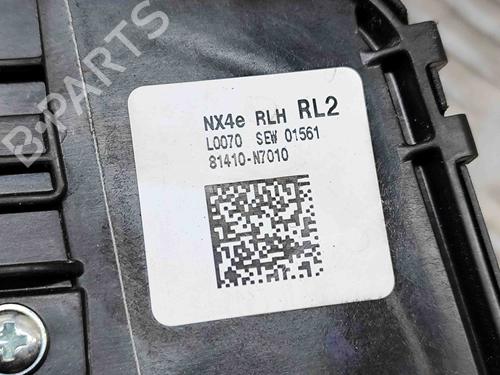 B-PARTS
NX4e RLH RL2
L0070 SEW 01561
81410-N7010